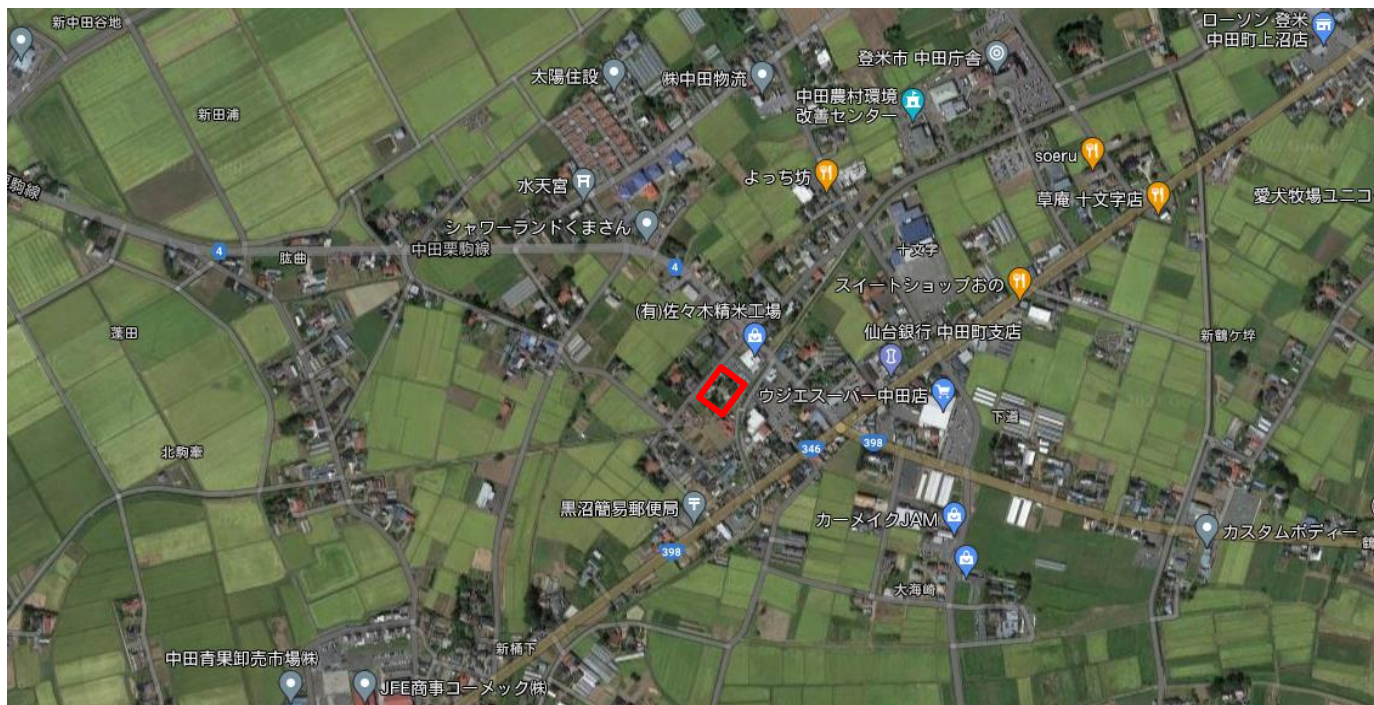 新中田谷地
ローソン 登米
中田町上沼店
登米市 中田庁舎
太陽住設
㈱中田物流
中田農村環境
改善センター
新田浦
soeru
よっち坊
水天宮
草庵 十文字店
愛犬牧場ユニコ
栗駒線
シャワーランドくまさん
4
中田栗駒線
肱曲
4
十文字
スイートショップおの
(有)佐々木精米工場
仙台銀行 中田町支店
新鶴ケ埣
蓬田
ウジエスーパー中田店
下道
346
398
北駒牽
黒沼簡易郵便局
カーメイクJAM
カスタムボディー
398
大海崎
新桶下
中田青果卸売市場㈱
JFE商事コーメック㈱